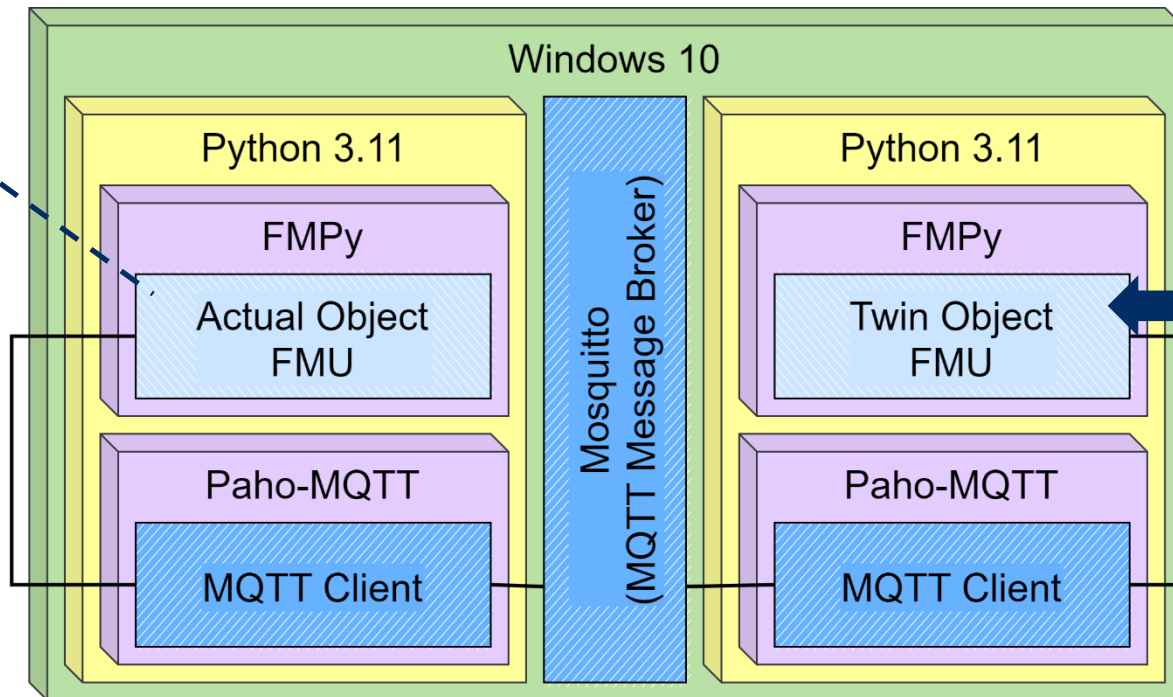 Windows 10
Python 3.11
FMPy
Actual Object
FMU
Paho-MQTT
MQTT Client
Mosquitto
(MQTT Message Broker)
Python 3.11
FMPy
Twin Object
FMU
Paho-MQTT
MQTT Client